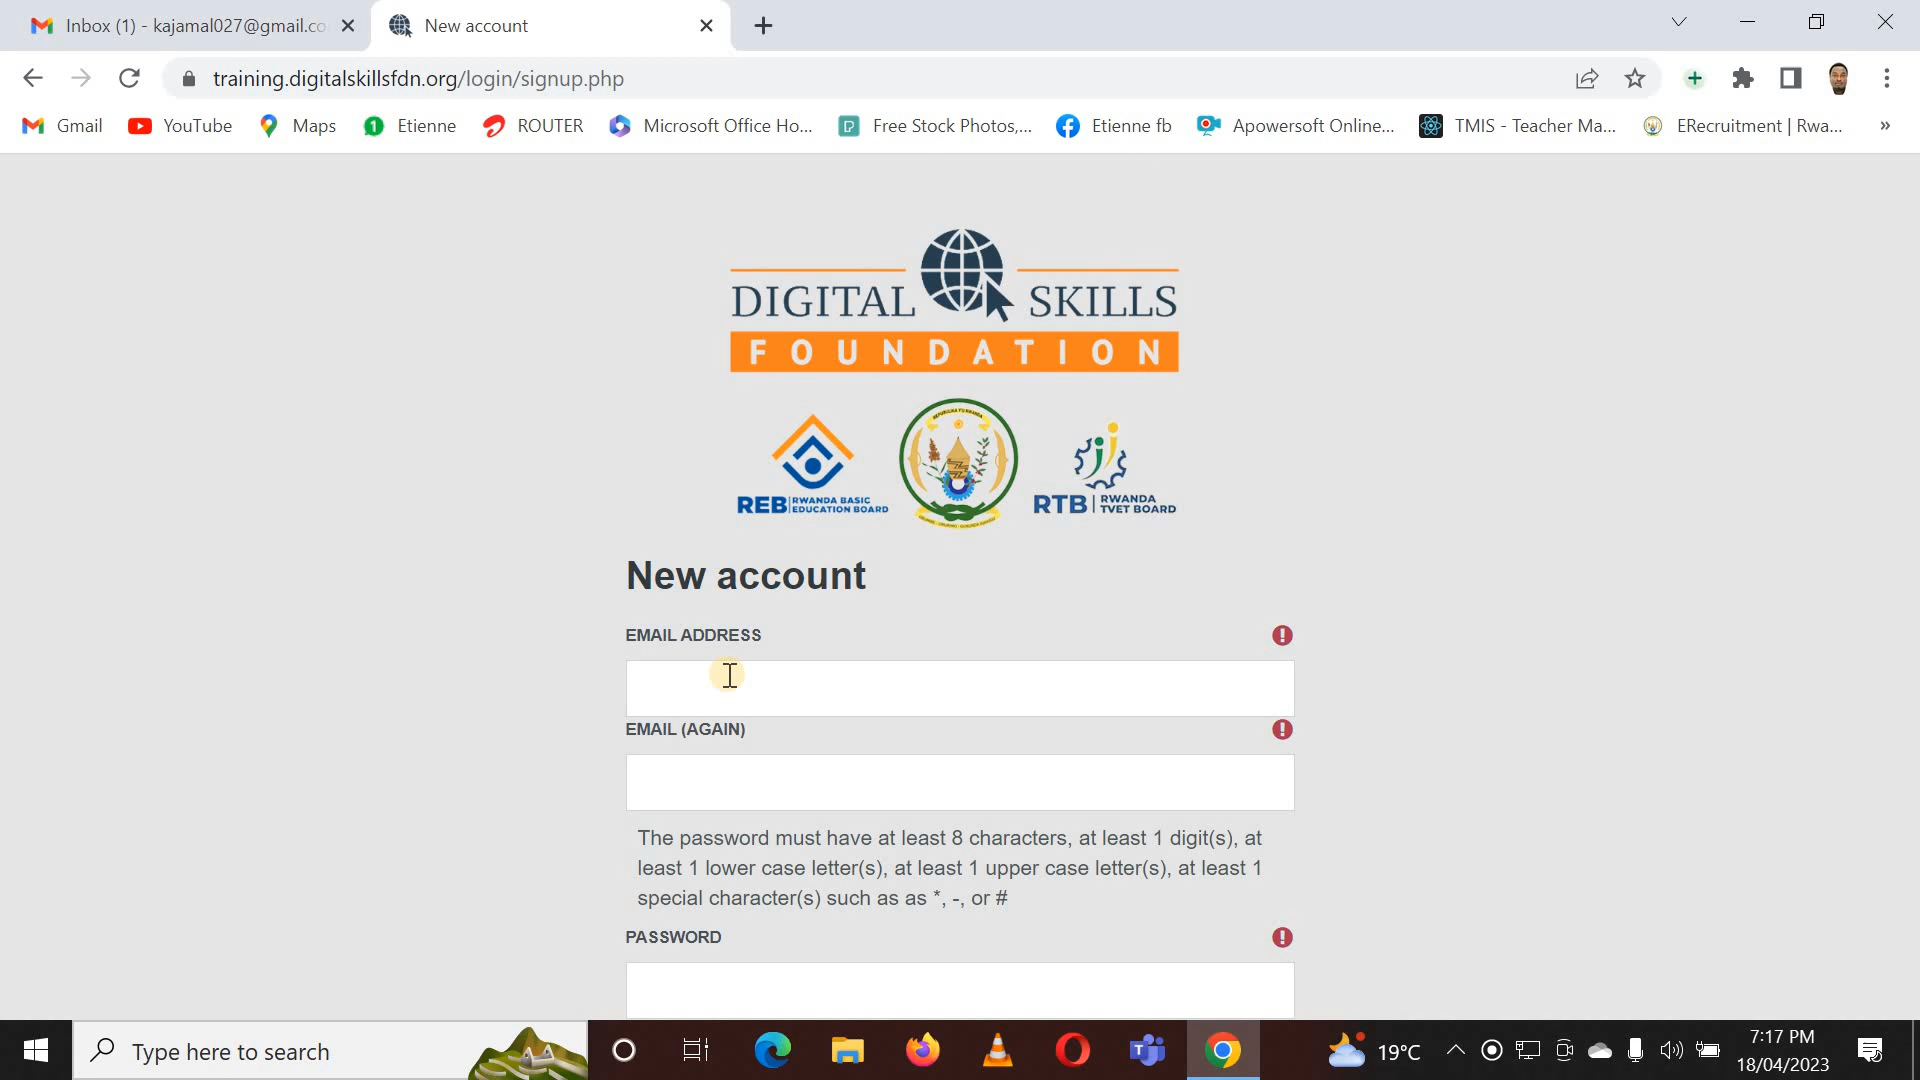 Inbox (1) - kajamal027@gmail.co
New account
training.digitalskillsfdn.org/login/signup.php
Gmail
YouTube
Maps
Etienne
ROUTER
Microsoft Office Ho...
Free Stock Photos,...
Etienne fb
Apowersoft Online...
TMIS - Teacher Ma...
ERecruitment | Rwa...
»
DIGITAL SKILLS
FOUNDATION
REB | RWANDA BASIC EDUCATION BOARD
RTB | RWANDA TVET BOARD
New account
EMAIL ADDRESS
EMAIL (AGAIN)
The password must have at least 8 characters, at least 1 digit(s), at
least 1 lower case letter(s), at least 1 upper case letter(s), at least 1
special character(s) such as as *, -, or #
PASSWORD
Type here to search
19°C
7:17 PM
18/04/2023